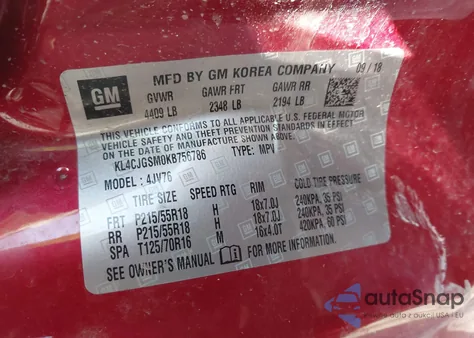 GM
MFD BY GM KOREA COMPANY 09/18
GVWR GAWR FRT GAWR RR
4409 LB 2348 LB 2194 LB
THIS VEHICLE CONFORMS TO ALL APPLICABLE U.S. FEDERAL MOTOR
VEHICLE SAFETY, BUMPER, AND THEFT PREVENTION STANDARDS IN
EFFECT ON THE DATE OF MANUFACTURE SHOWN ABOVE.
KL4CJGSM0KB756786 TYPE: MPV
MODEL: 4JV76
TIRE SIZE SPEED RTG RIM COLD TIRE PRESSURE
FRT P215/55R18 H 18x7.0J 240KPA, 35 PSI
RR P215/55R18 H 18x7.0J 240KPA, 35 PSI
SPA T125/70R16 M 16x4.0T 420KPA, 60 PSI
SEE OWNER'S MANUAL FOR MORE INFORMATION.
autoSnap
aukcji USA i EU